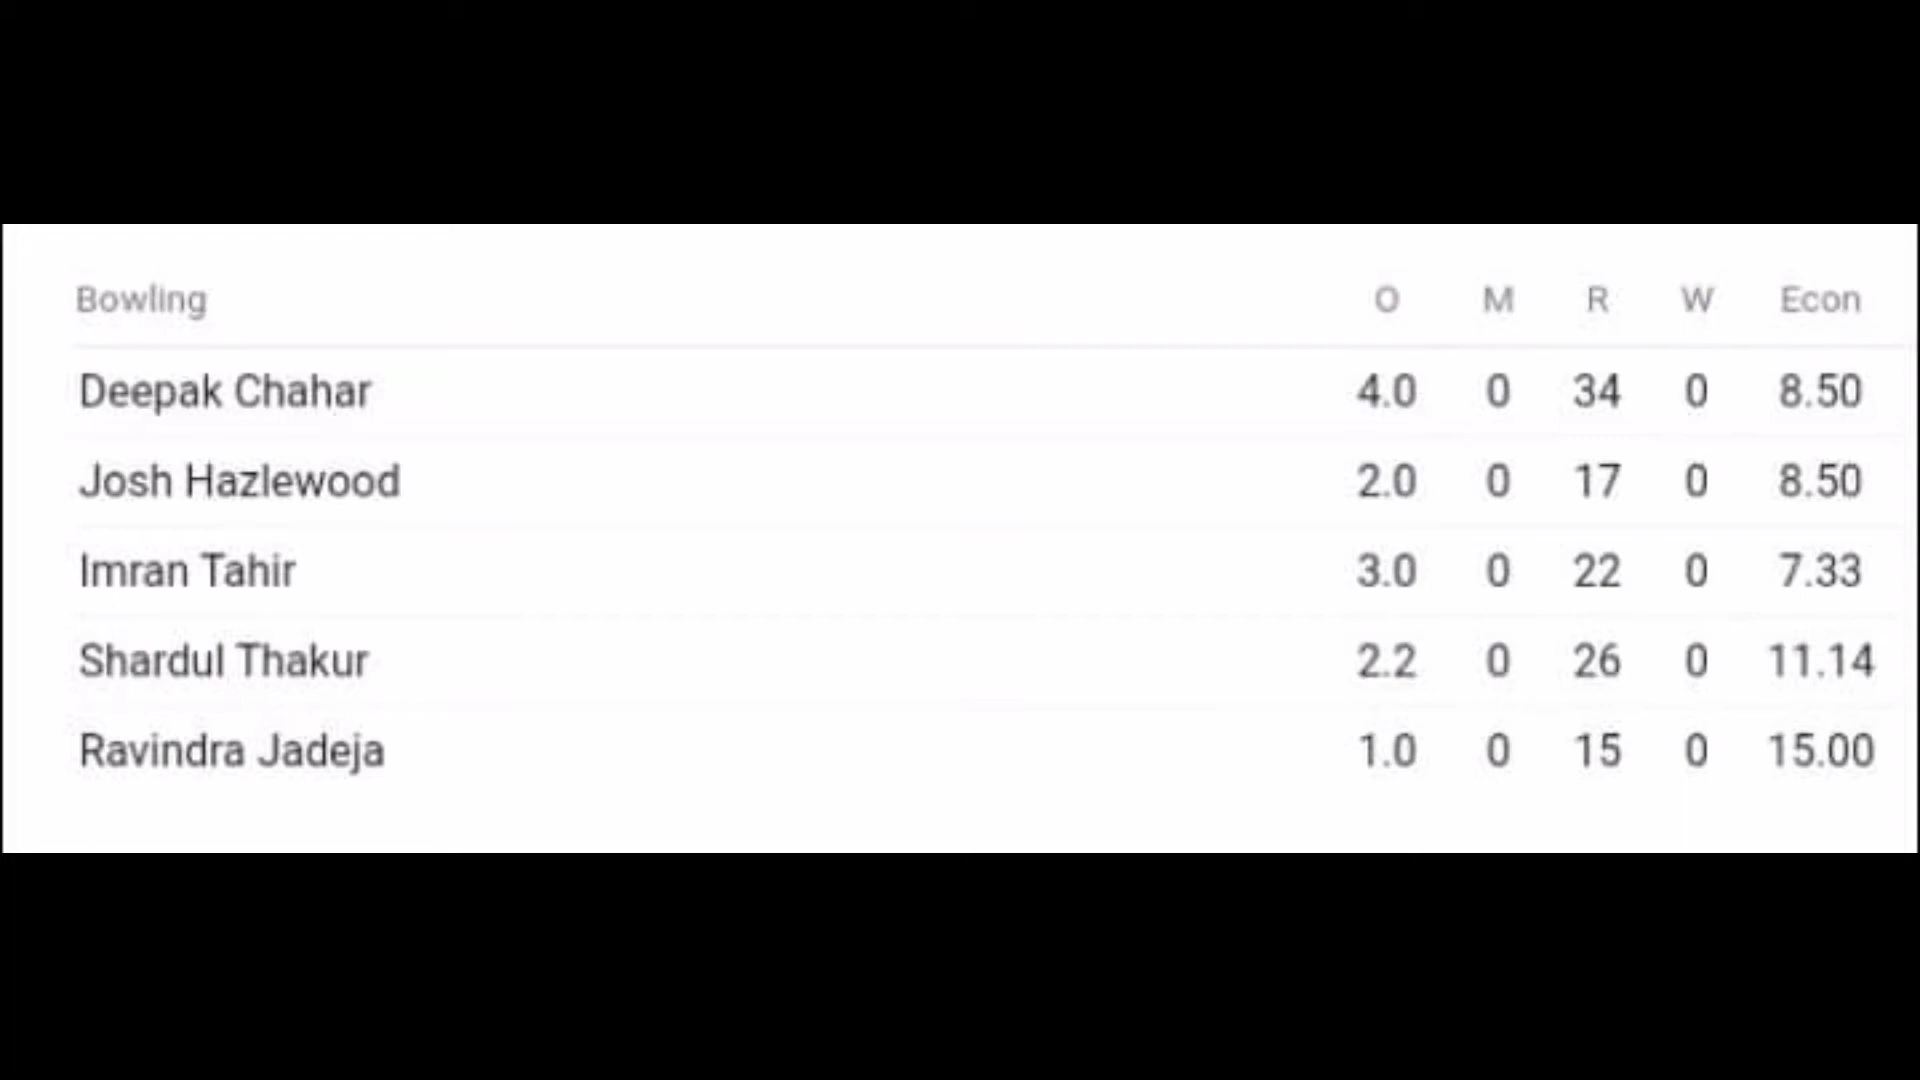 Bowling O M R W Econ
Deepak Chahar 4.0 0 34 0 8.50
Josh Hazlewood 2.0 0 17 0 8.50
Imran Tahir 3.0 0 22 0 7.33
Shardul Thakur 2.2 0 26 0 11.14
Ravindra Jadeja 1.0 0 15 0 15.00